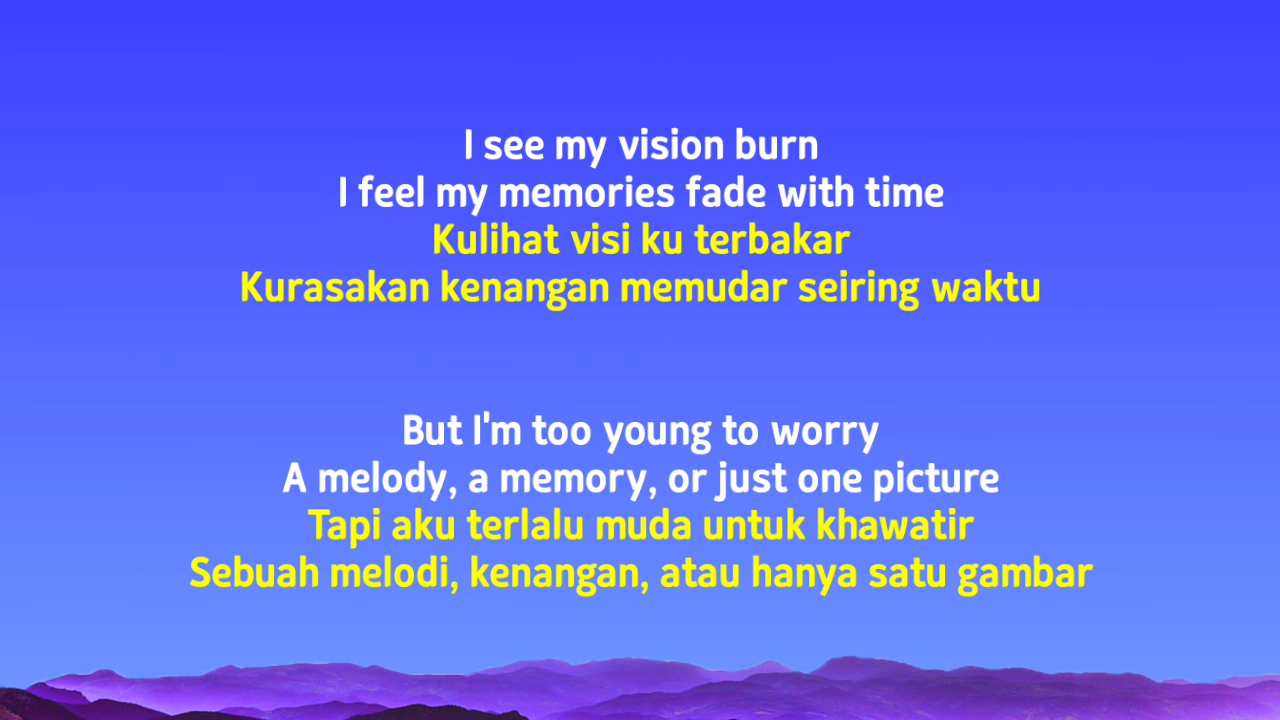 I see my vision burn
I feel my memories fade with time
Kulihat visi ku terbakar
Kurasakan kenangan memudar seiring waktu
But I'm too young to worry
A melody, a memory, or just one picture
Tapi aku terlalu muda untuk khawatir
Sebuah melodi, kenangan, atau hanya satu gambar